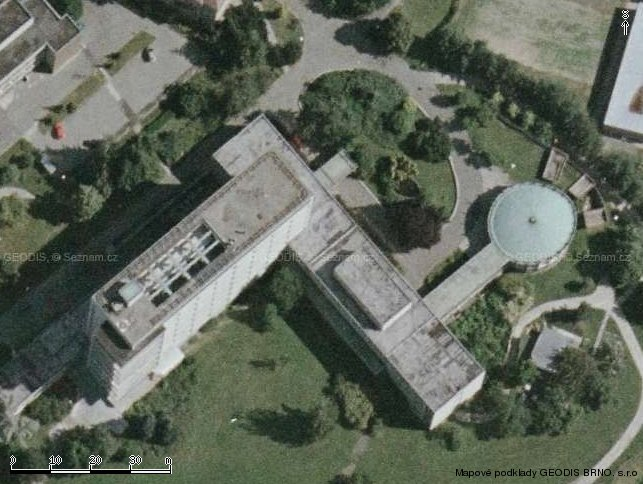 S
GEODIS, © Seznam.cz
GEODIS, © Seznam.cz
GEODIS, © Seznam.cz
0 10 20 30 m
Mapové podklady GEODIS BRNO, s.r.o